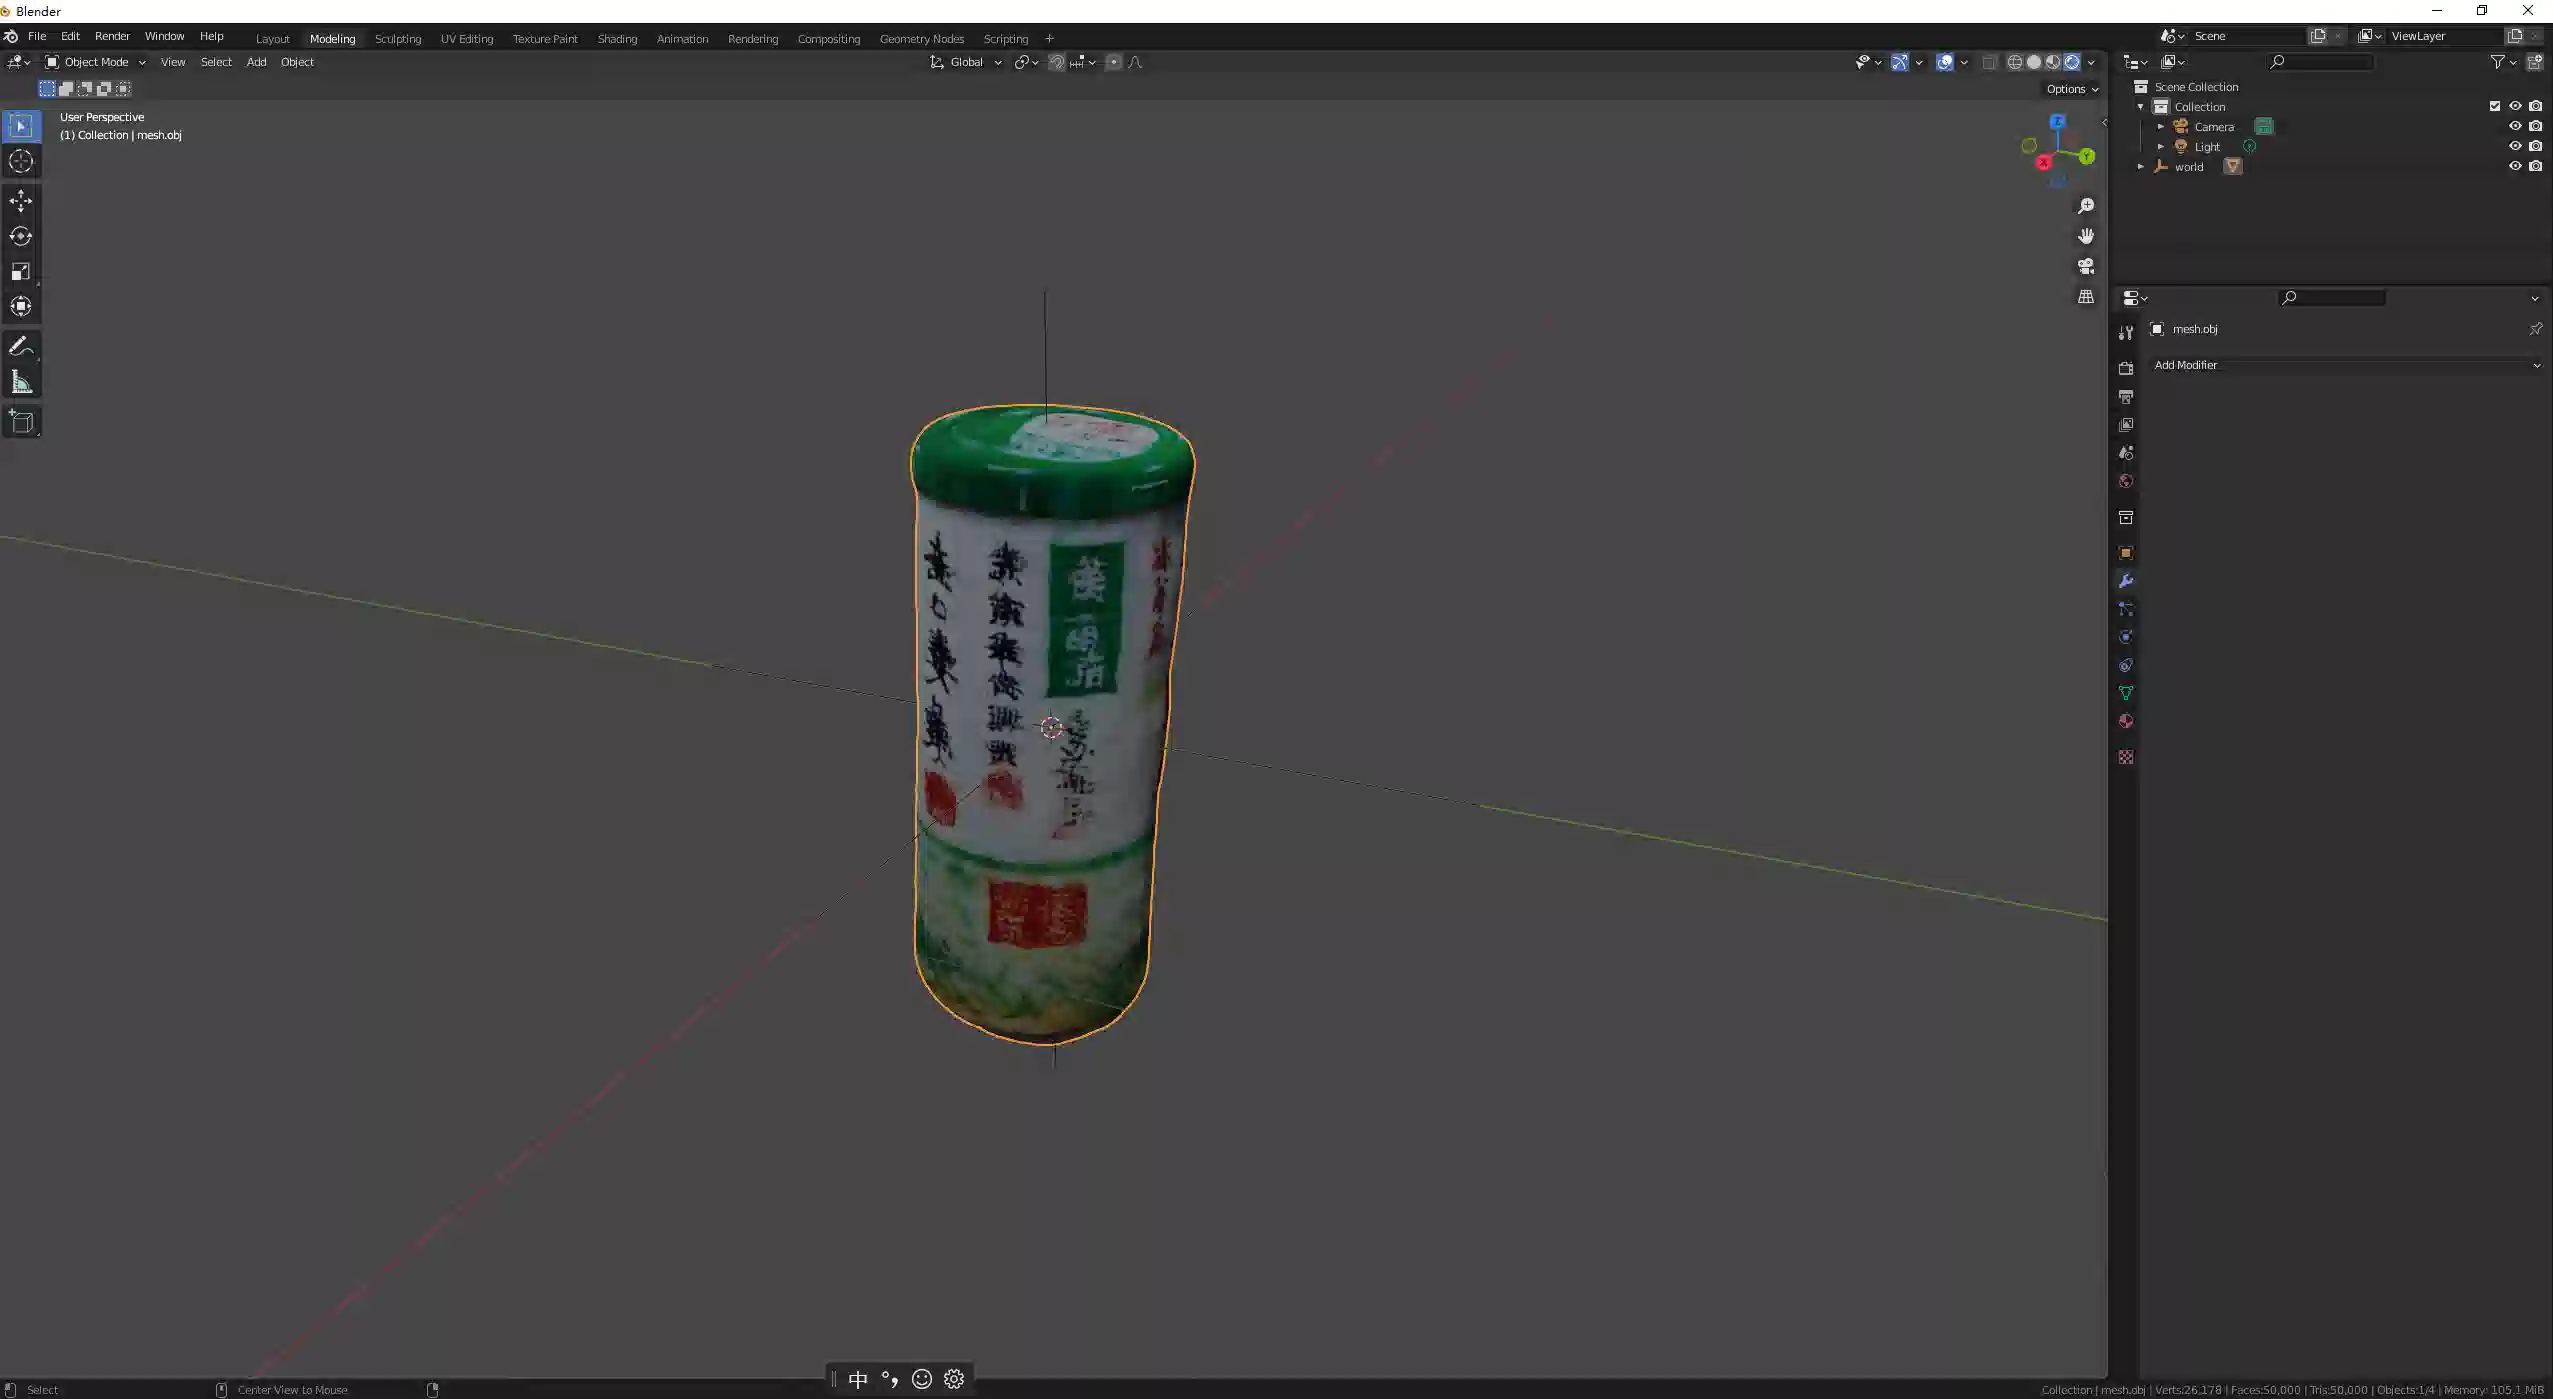 Blender
File Edit Render Window Help
Layout Modeling Sculpting UV Editing Texture Paint Shading Animation Rendering Compositing Geometry Nodes Scripting +
Scene
ViewLayer
Object Mode View Select Add Object
Global
Options
User Perspective
(1) Collection | mesh.obj
Z
Y
X
Scene Collection
Collection
Camera
Light
world
mesh.obj
Add Modifier
中
Select
Center View to Mouse
Collection | mesh.obj | Verts:26,178 | Faces:50,000 | Tris:50,000 | Objects:1/4 | Memory: 105.1 MiB